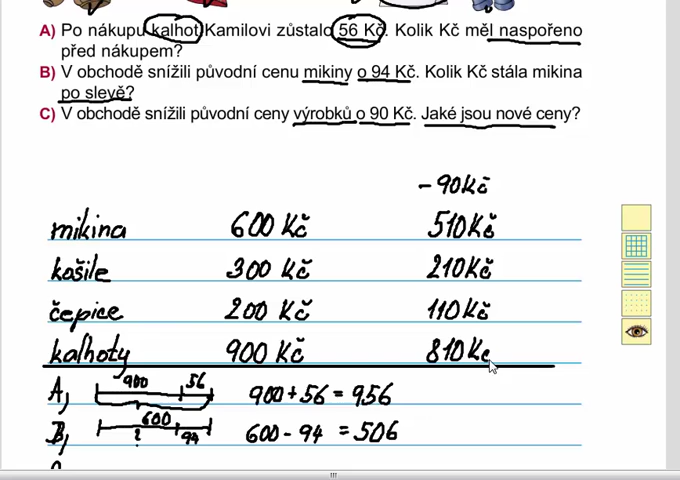 A) Po nákupu kalhot Kamilovi zůstalo 56 Kč. Kolik Kč měl naspořeno
před nákupem?
B) V obchodě snížili původní cenu mikiny o 94 Kč. Kolik Kč stála mikina
po slevě?
C) V obchodě snížili původní ceny výrobků o 90 Kč. Jaké jsou nové ceny?
- 90Kč
mikina 600 Kč 510Kč
košile 300 Kč 210Kč
čepice 200 Kč 110Kč
kalhoty 900 Kč 810Kc
A) 900 56 900 + 56 = 956
B) 600 ? 94 600 - 94 = 506